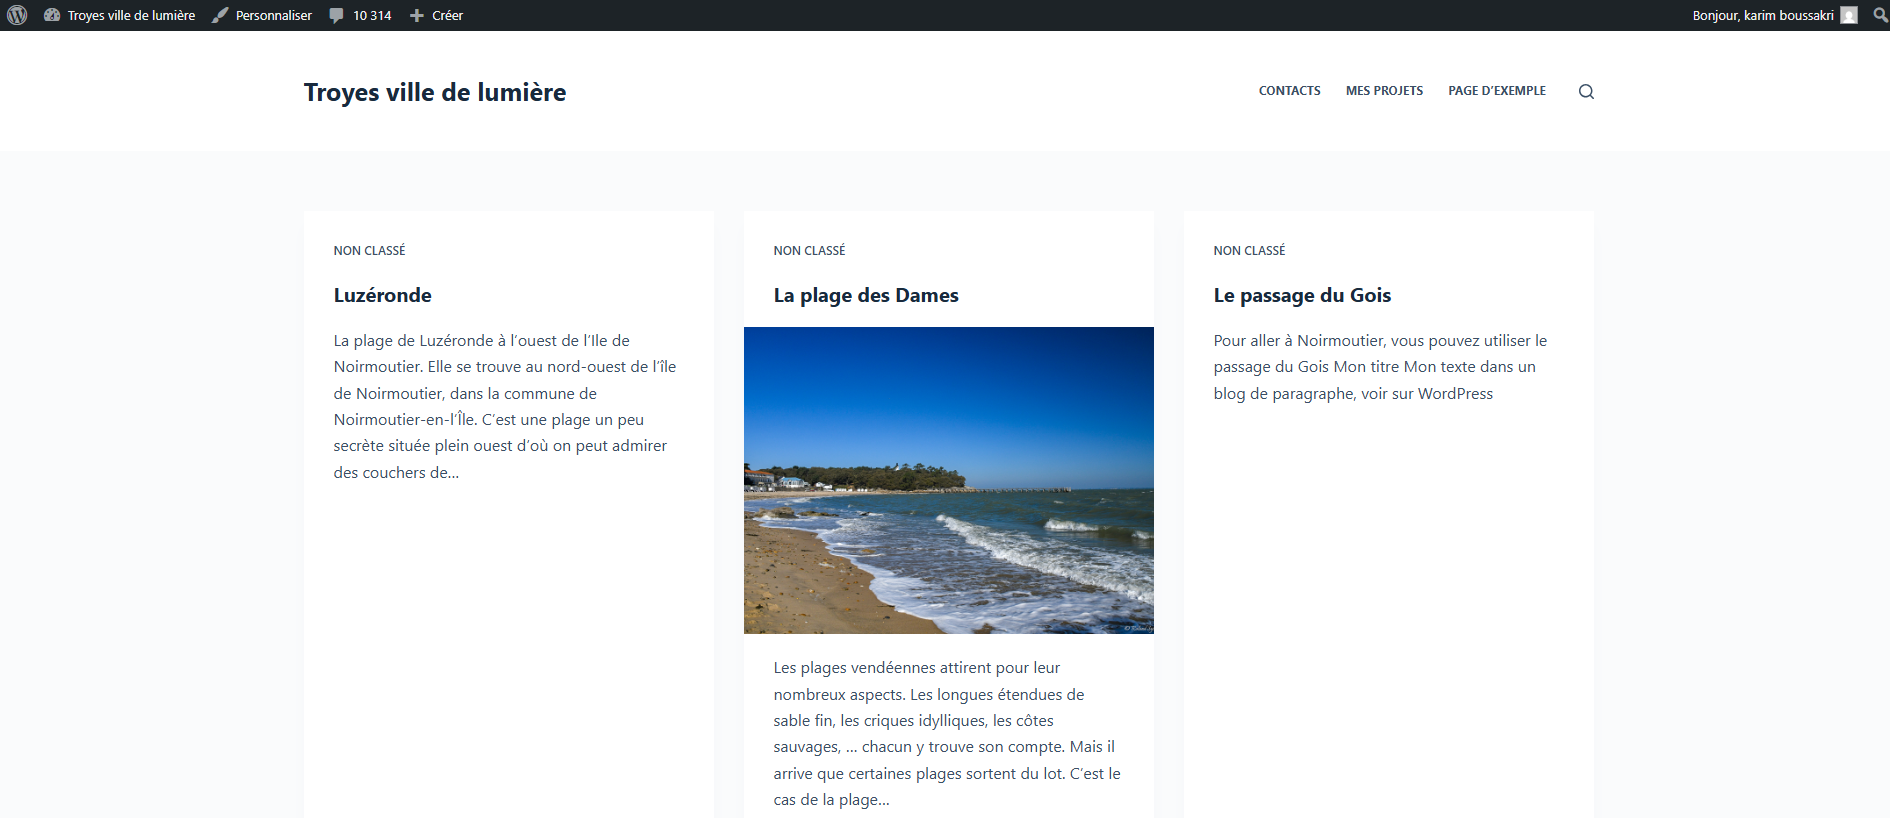 Troyes ville de lumière Personnaliser 10 314 Créer Bonjour, karim boussakri
Troyes ville de lumière
CONTACTS MES PROJETS PAGE D’EXEMPLE
NON CLASSÉ
Luzéronde
La plage de Luzéronde à l’ouest de l’Ile de
Noirmoutier. Elle se trouve au nord-ouest de l’île
de Noirmoutier, dans la commune de
Noirmoutier-en-l’Île. C’est une plage un peu
secrète située plein ouest d’où on peut admirer
des couchers de…
NON CLASSÉ
La plage des Dames
Les plages vendéennes attirent pour leur
nombreux aspects. Les longues étendues de
sable fin, les criques idylliques, les côtes
sauvages, … chacun y trouve son compte. Mais il
arrive que certaines plages sortent du lot. C’est le
cas de la plage…
NON CLASSÉ
Le passage du Gois
Pour aller à Noirmoutier, vous pouvez utiliser le
passage du Gois Mon titre Mon texte dans un
blog de paragraphe, voir sur WordPress